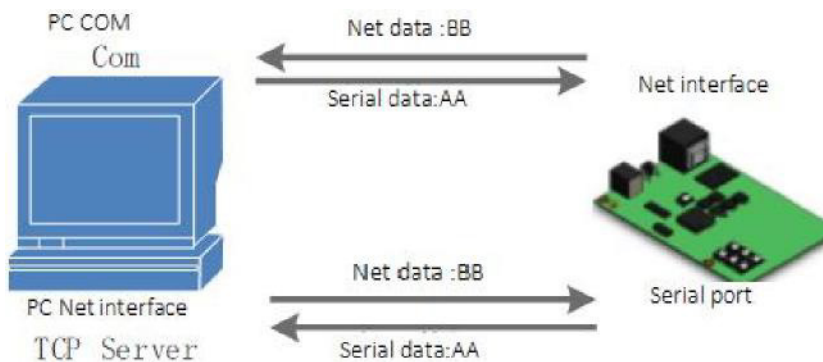 PC COM
Com
Net data :BB
Serial data:AA
Net interface
Net data :BB
Serial data:AA
Serial port
PC Net interface
TCP Server